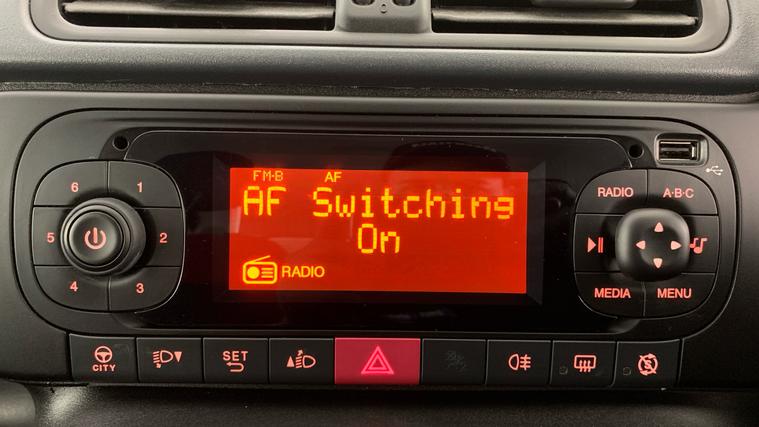 FM-B AF
AF Switching
On
RADIO
6 1
5 2
4 3
RADIO A·B·C
MEDIA MENU
CITY
SET